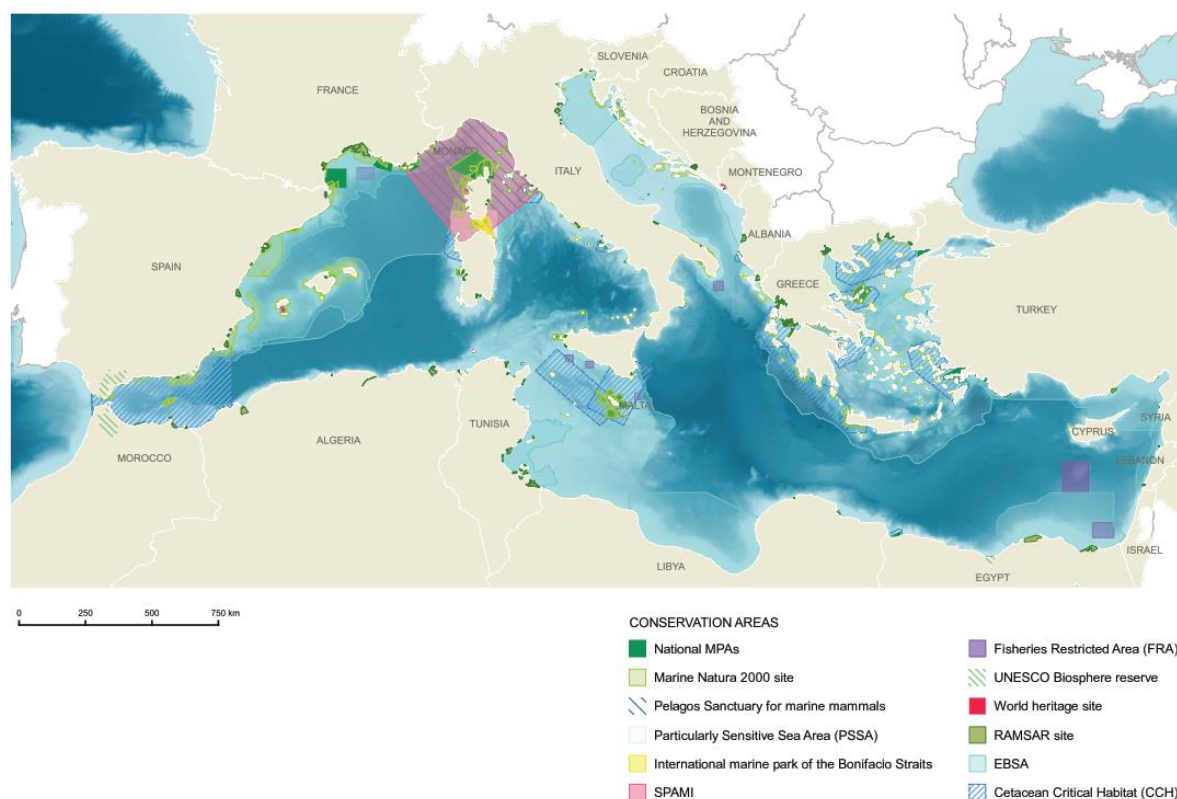 SLOVENIA
CROATIA
FRANCE
BOSNIA
AND
HERZEGOVINA
MONACO
ITALY
MONTENEGRO
ALBANIA
SPAIN
GREECE
TURKEY
MALTA
SYRIA
CYPRUS
TUNISIA
ALGERIA
LEBANON
MOROCCO
ISRAEL
LIBYA
EGYPT
0 250 500 750 km
CONSERVATION AREAS
National MPAs
Marine Natura 2000 site
Pelagos Sanctuary for marine mammals
Particularly Sensitive Sea Area (PSSA)
International marine park of the Bonifacio Straits
SPAMI
Fisheries Restricted Area (FRA)
UNESCO Biosphere reserve
World heritage site
RAMSAR site
EBSA
Cetacean Critical Habitat (CCH)